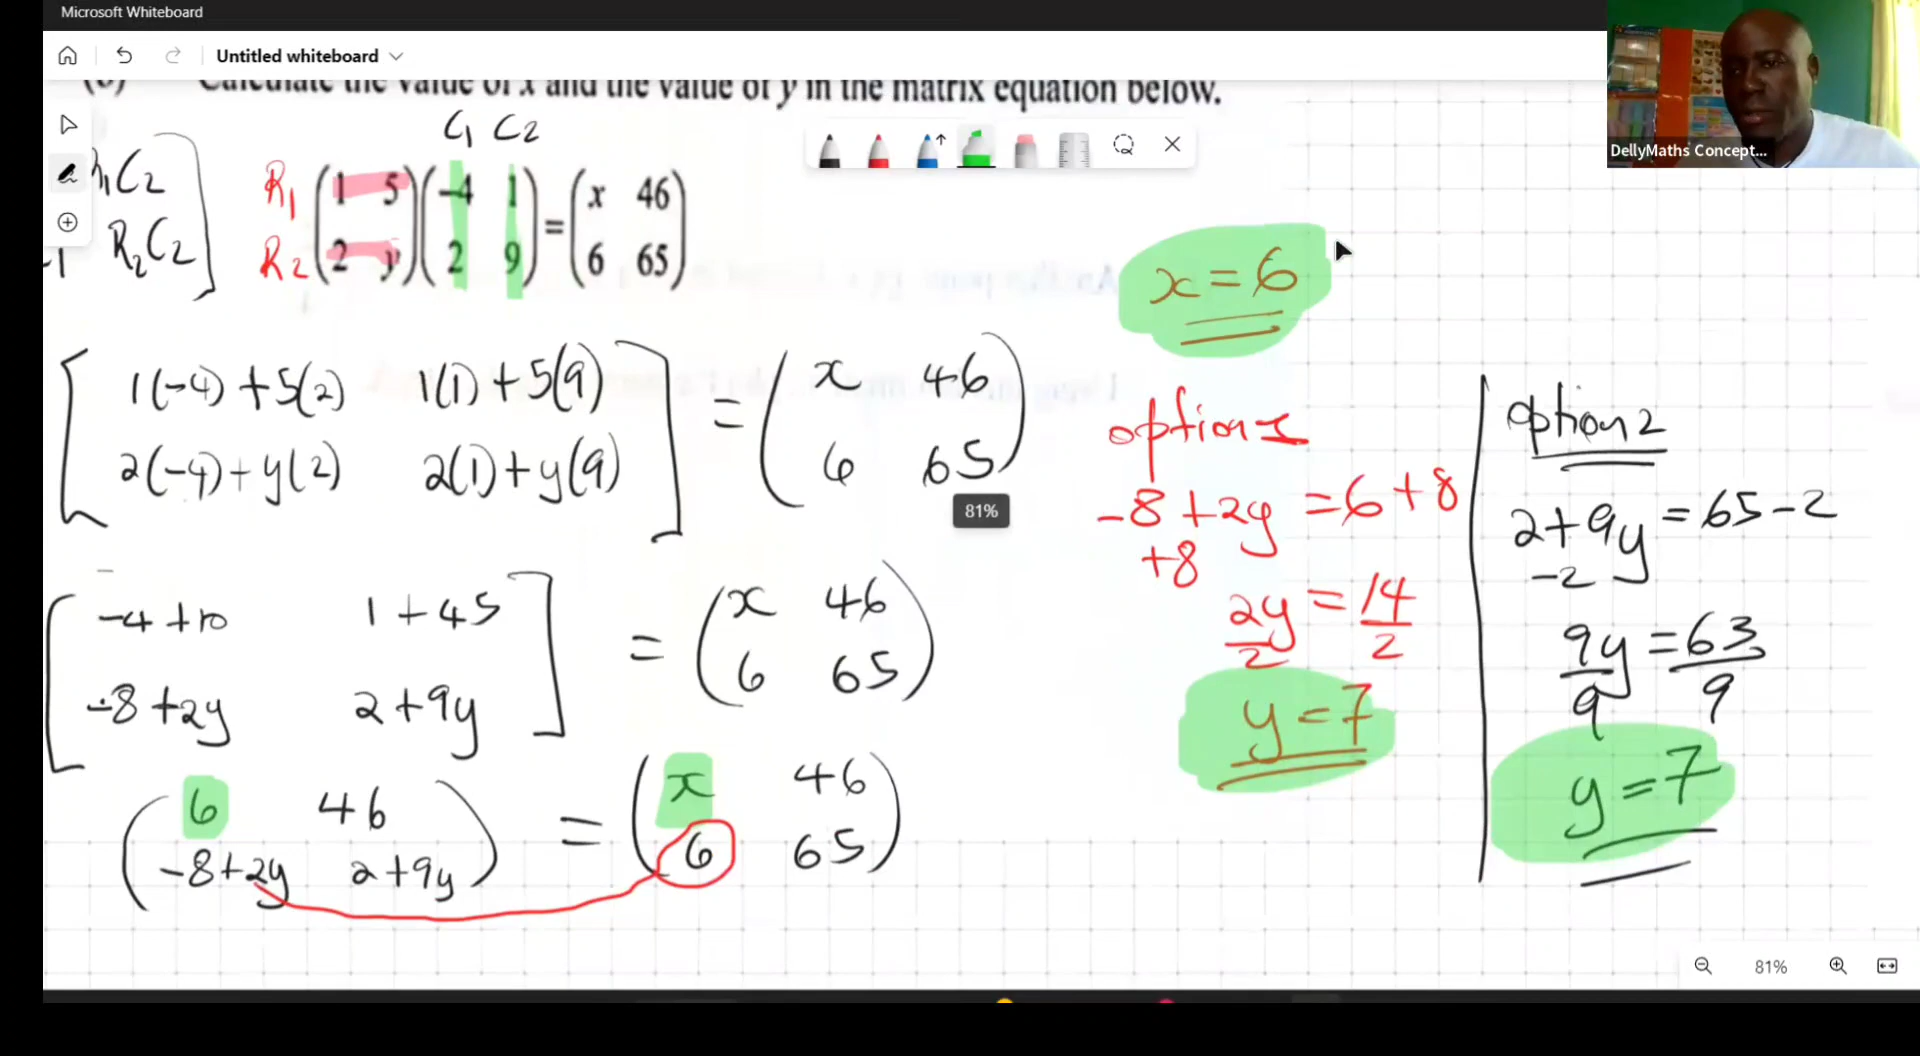 Microsoft Whiteboard
Untitled whiteboard
Calculate the value of x and the value of y in the matrix equation below.
DellyMaths Concept...
C1 C2
C2
R2C2
R1 (1 5) (-4 1) = (x 46)
R2 (2 y) (2 9) (6 65)
[1(-4)+5(2) 1(1)+5(9)] = (x 46)
[2(-4)+y(2) 2(1)+y(9)] (6 65)
81%
[-4+10 1+45] = (x 46)
[-8+2y 2+9y] (6 65)
(6 46) = (x 46)
(-8+2y 2+9y) (6 65)
x=6
option 1
-8+2y=6+8
+8
2y=14
2 2
y=7
option 2
2+9y=65-2
-2
9y=63
9 9
y=7
81%